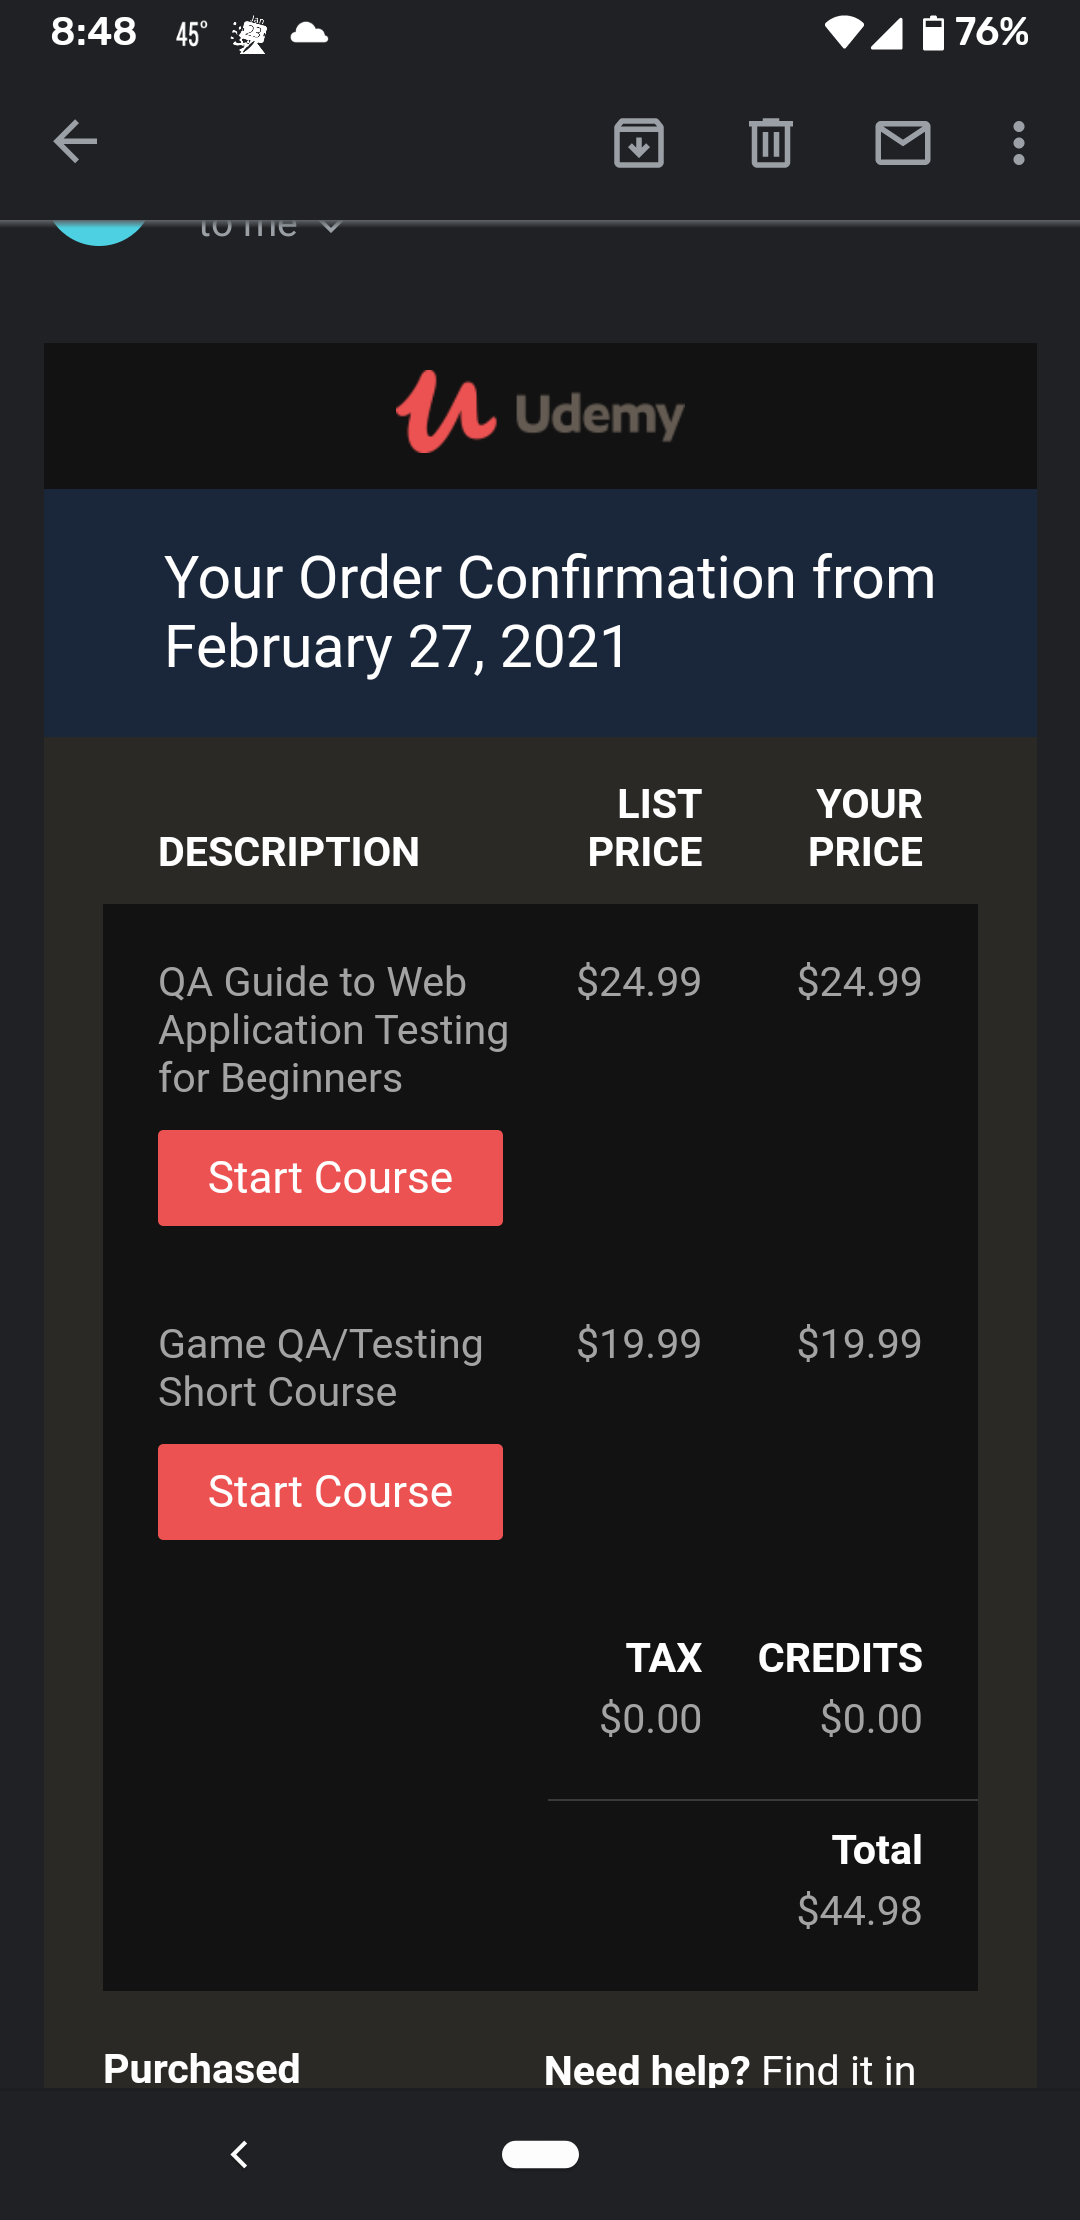 8:48 45° Jan 23 76%
to me
Udemy
Your Order Confirmation from
February 27, 2021
DESCRIPTION LIST PRICE YOUR PRICE
QA Guide to Web $24.99 $24.99
Application Testing
for Beginners
Start Course
Game QA/Testing $19.99 $19.99
Short Course
Start Course
TAX CREDITS
$0.00 $0.00
Total
$44.98
Purchased Need help? Find it in